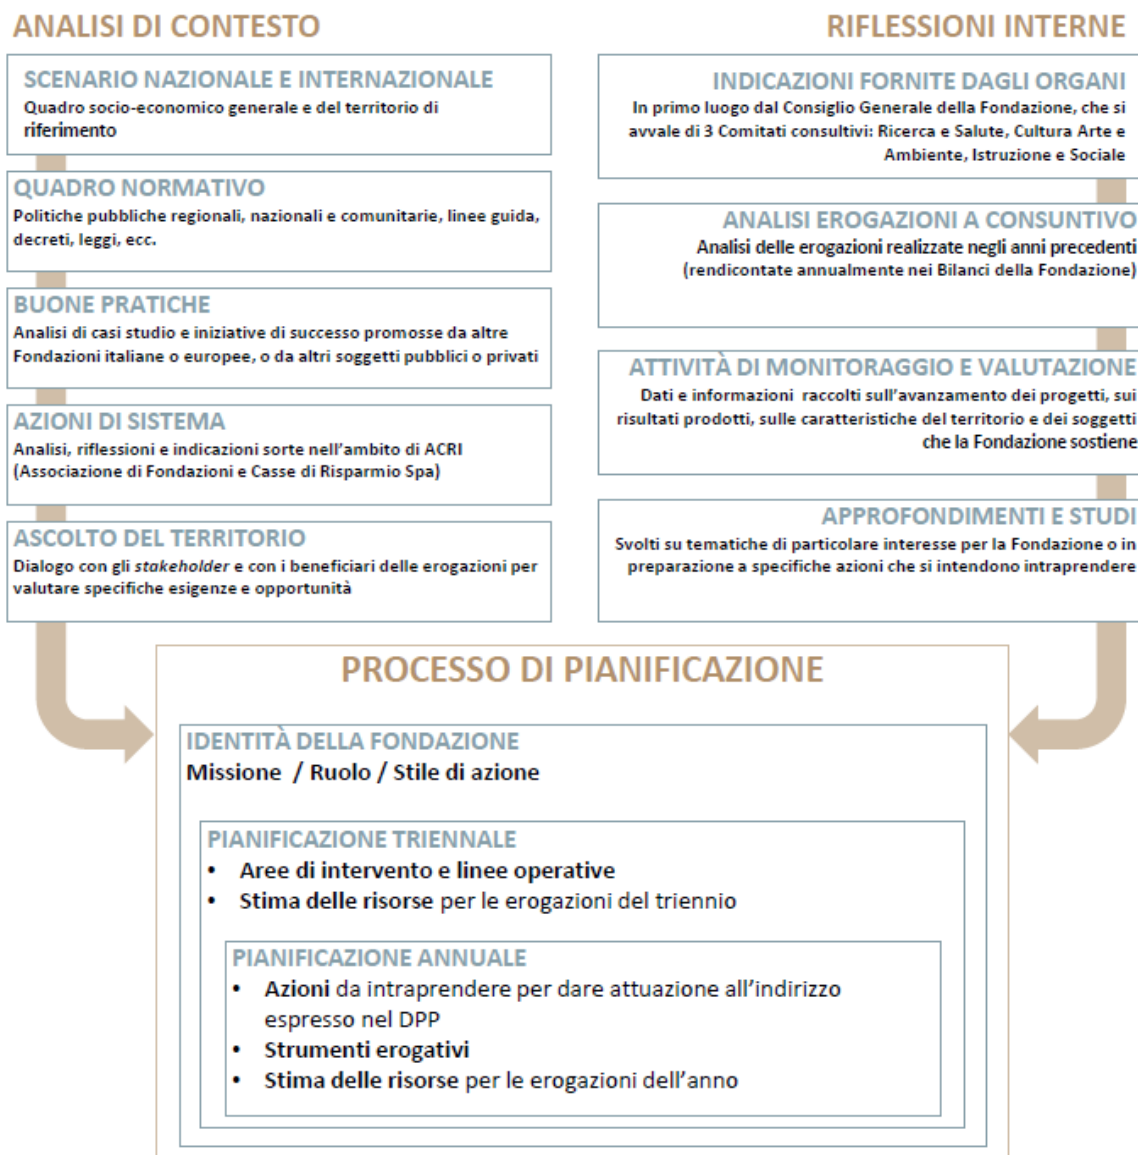 ANALISI DI CONTESTO
SCENARIO NAZIONALE E INTERNAZIONALE
Quadro socio-economico generale e del territorio di
riferimento
QUADRO NORMATIVO
Politiche pubbliche regionali, nazionali e comunitarie, linee guida,
decreti, leggi, ecc.
BUONE PRATICHE
Analisi di casi studio e iniziative di successo promosse da altre
Fondazioni italiane o europee, o da altri soggetti pubblici o privati
AZIONI DI SISTEMA
Analisi, riflessioni e indicazioni sorte nell'ambito di ACRI
(Associazione di Fondazioni e Casse di Risparmio Spa)
ASCOLTO DEL TERRITORIO
Dialogo con gli stakeholder e con i beneficiari delle erogazioni per
valutare specifiche esigenze e opportunità
RIFLESSIONI INTERNE
INDICAZIONI FORNITE DAGLI ORGANI
In primo luogo dal Consiglio Generale della Fondazione, che si
avvale di 3 Comitati consultivi: Ricerca e Salute, Cultura Arte e
Ambiente, Istruzione e Sociale
ANALISI EROGAZIONI A CONSUNTIVO
Analisi delle erogazioni realizzate negli anni precedenti
(rendicontate annualmente nei Bilanci della Fondazione)
ATTIVITÀ DI MONITORAGGIO E VALUTAZIONE
Dati e informazioni raccolti sull'avanzamento dei progetti, sui
risultati prodotti, sulle caratteristiche del territorio e dei soggetti
che la Fondazione sostiene
APPROFONDIMENTI E STUDI
Svolti su tematiche di particolare interesse per la Fondazione o in
preparazione a specifiche azioni che si intendono intraprendere
PROCESSO DI PIANIFICAZIONE
IDENTITÀ DELLA FONDAZIONE
Missione / Ruolo / Stile di azione
PIANIFICAZIONE TRIENNALE
• Aree di intervento e linee operative
• Stima delle risorse per le erogazioni del triennio
PIANIFICAZIONE ANNUALE
• Azioni da intraprendere per dare attuazione all'indirizzo
espresso nel DPP
• Strumenti erogativi
• Stima delle risorse per le erogazioni dell'anno